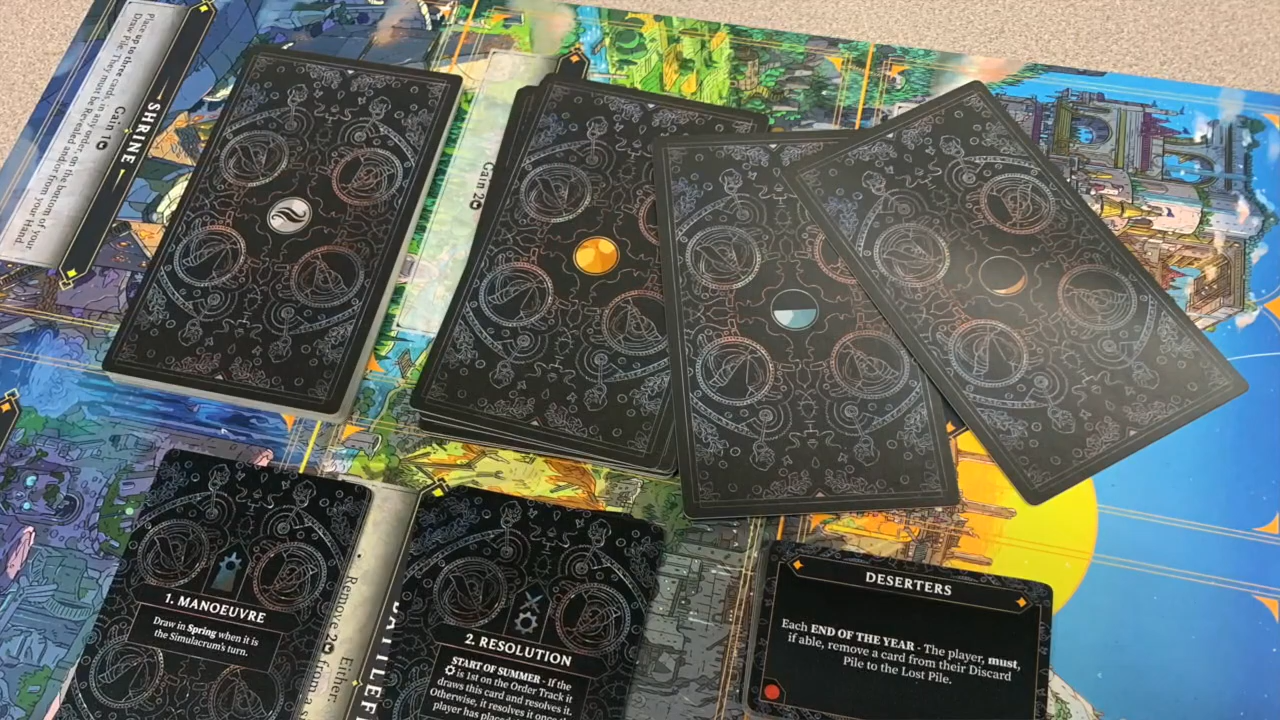 SHRINE
Gain 1
Place up to three cards, in any order, on the bottom of your
Draw Pile. They must be Revealed and/or from your Hand.
Gain 2
1. MANOEUVRE
Draw in Spring when it is
the Simulacrum's turn.
Remove 2 from a
Either:
2. RESOLUTION
START OF SUMMER - If the
is 1st on the Order Track it
draws this card and resolves it.
Otherwise, it resolves it once the
player has placed
DESERTERS
Each END OF THE YEAR - The player, must,
if able, remove a card from their Discard
Pile to the Lost Pile.